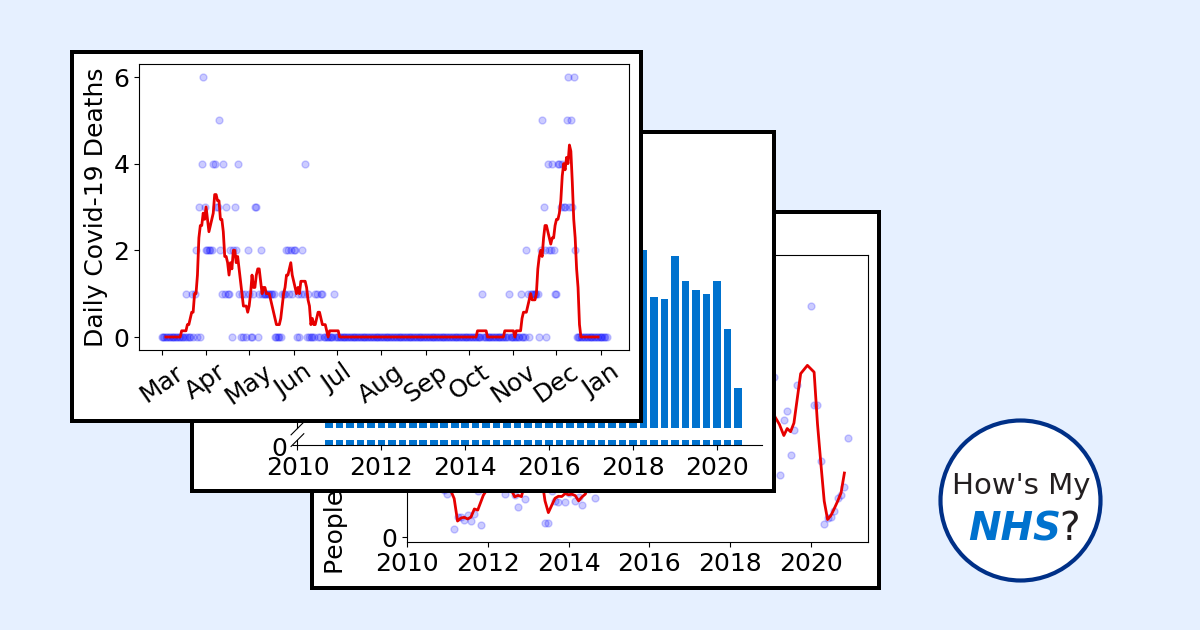 Daily Covid-19 Deaths
6
4
2
0
Mar Apr May Jun Jul Aug Sep Oct Nov Dec Jan
0
2010 2012 2014 2016 2018 2020
People
0
2010 2012 2014 2016 2018 2020
How's My
NHS?